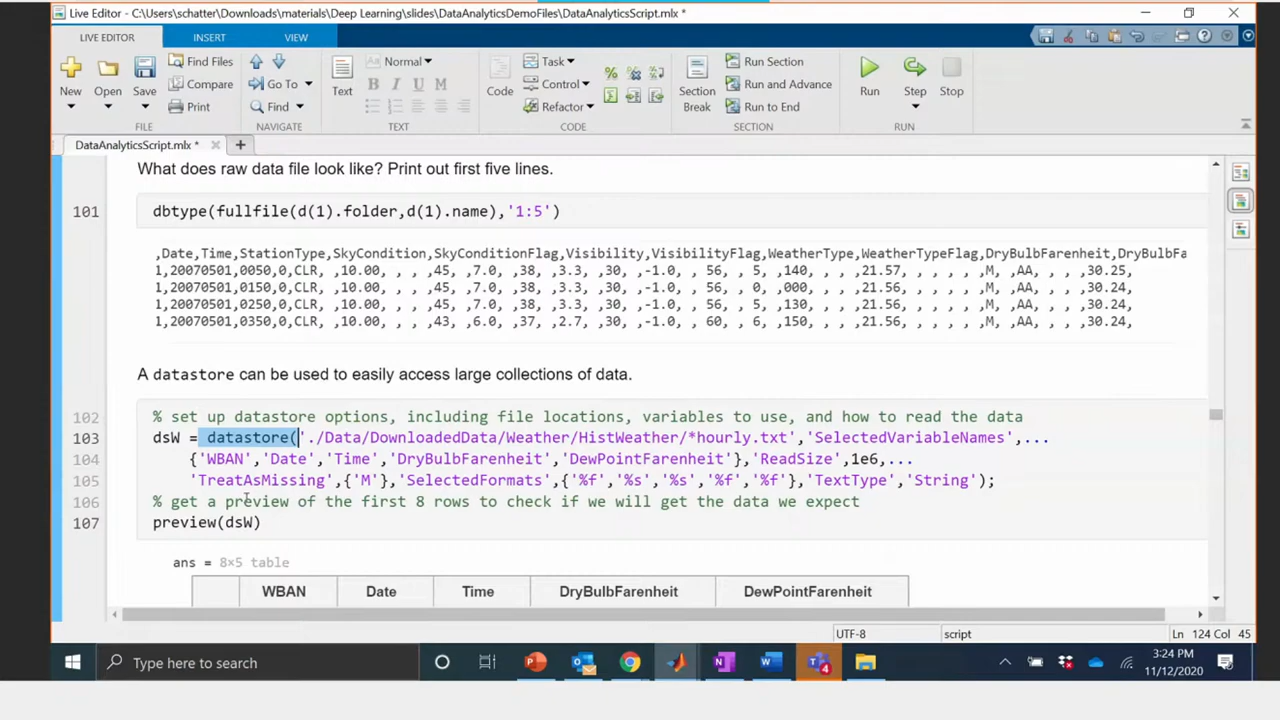 Live Editor - C:\Users\schatter\Downloads\materials\Deep Learning\slides\DataAnalyticsDemoFiles\DataAnalyticsScript.mlx *
LIVE EDITOR INSERT VIEW
New Open Save Find Files Compare Print
FILE
Go To Find
NAVIGATE
Text Normal B I U M
TEXT
Code Task Control Refactor
CODE
Section Break Run Section Run and Advance Run to End
SECTION
Run Step Stop
RUN
DataAnalyticsScript.mlx *
What does raw data file look like? Print out first five lines.
101 dbtype(fullfile(d(1).folder,d(1).name),'1:5')
,Date,Time,StationType,SkyCondition,SkyConditionFlag,Visibility,VisibilityFlag,WeatherType,WeatherTypeFlag,DryBulbFarenheit,DryBulbFa
1,20070501,0050,0,CLR, ,10.00, , , ,45, ,7.0, ,38, ,3.3, ,30, ,-1.0, , 56, , 5, ,140, , ,21.57, , , , , ,M, ,AA, , , ,30.25,
1,20070501,0150,0,CLR, ,10.00, , , ,45, ,7.0, ,38, ,3.3, ,30, ,-1.0, , 56, , 0, ,000, , ,21.56, , , , , ,M, ,AA, , , ,30.24,
1,20070501,0250,0,CLR, ,10.00, , , ,45, ,7.0, ,38, ,3.3, ,30, ,-1.0, , 56, , 5, ,130, , ,21.56, , , , , ,M, ,AA, , , ,30.24,
1,20070501,0350,0,CLR, ,10.00, , , ,43, ,6.0, ,37, ,2.7, ,30, ,-1.0, , 60, , 6, ,150, , ,21.56, , , , , ,M, ,AA, , , ,30.24,
A datastore can be used to easily access large collections of data.
102 % set up datastore options, including file locations, variables to use, and how to read the data
103 dsW = datastore('./Data/DownloadedData/Weather/HistWeather/*hourly.txt','SelectedVariableNames',...
104 {'WBAN','Date','Time','DryBulbFarenheit','DewPointFarenheit'},'ReadSize',1e6,...
105 'TreatAsMissing',{'M'},'SelectedFormats',{'%f','%s','%s','%f','%f'},'TextType','String');
106 % get a preview of the first 8 rows to check if we will get the data we expect
107 preview(dsW)
ans = 8×5 table
WBAN Date Time DryBulbFarenheit DewPointFarenheit
UTF-8 script Ln 124 Col 45
Type here to search
4
3:24 PM
11/12/2020